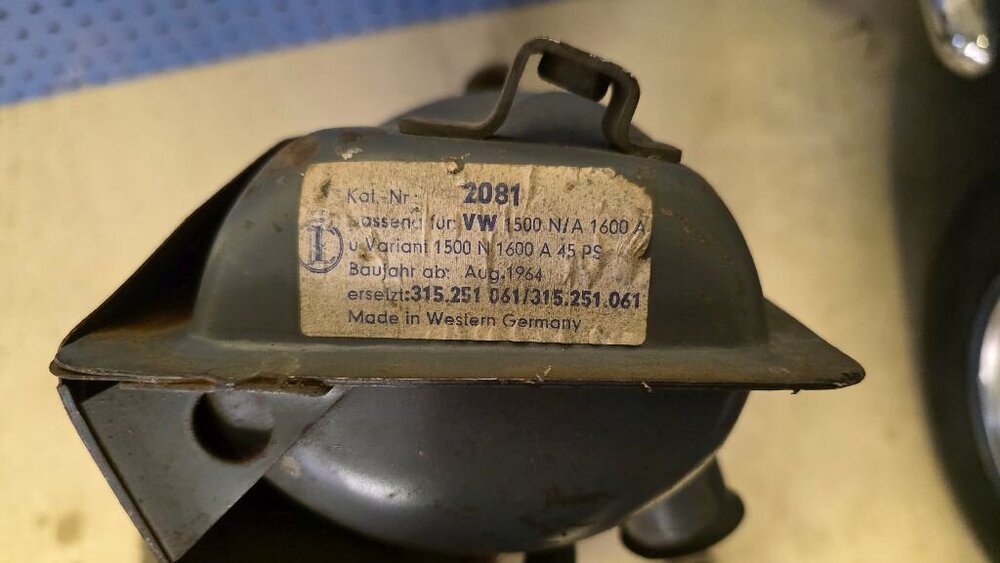 Kat.-Nr.: 2081
passend für VW 1500 N/A 1600 A
u Variant 1500 N 1600 A 45 PS
Baujahr ab: Aug. 1964
ersetzt: 315.251 061/315.251.061
Made in Western Germany